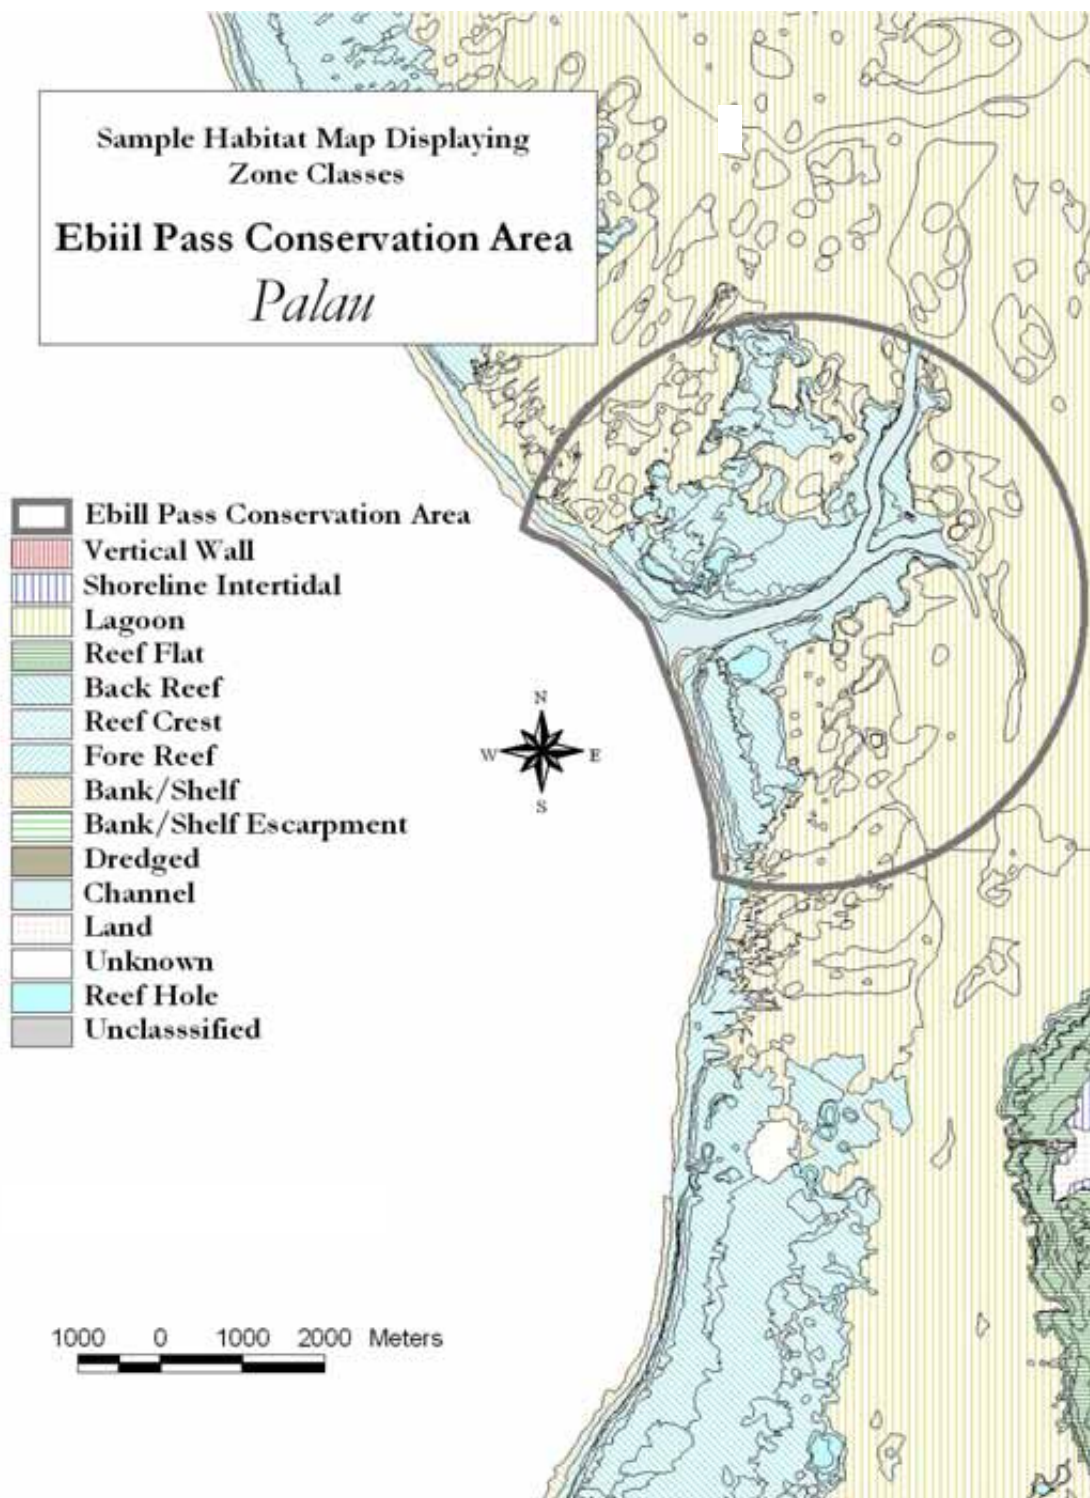 Sample Habitat Map Displaying
Zone Classes
Ebiil Pass Conservation Area
Palau
Ebill Pass Conservation Area
Vertical Wall
Shoreline Intertidal
Lagoon
Reef Flat
Back Reef
Reef Crest
Fore Reef
Bank/Shelf
Bank/Shelf Escarpment
Dredged
Channel
Land
Unknown
Reef Hole
Unclasssified
N
W E
S
1000 0 1000 2000 Meters